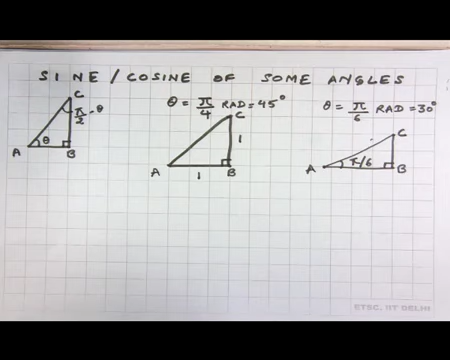 SINE / COSINE OF SOME ANGLES
C
π/2 - θ
θ
A B
θ = π/4 RAD = 45°
C
1
A 1 B
θ = π/6 RAD = 30°
C
π/6
A B
ETSC, IIT DELHI